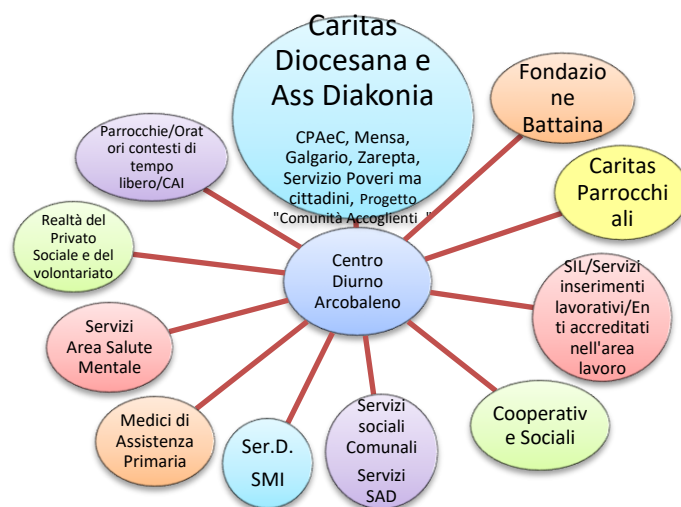 Caritas
Diocesana e
Ass Diakonia
CPAeC, Mensa,
Galgario, Zarepta,
Servizio Poveri ma
cittadini, Progetto
"Comunità Accoglienti "
Fondazio
ne
Battaina
Caritas
Parrocchi
ali
SIL/Servizi
inserimenti
lavorativi/En
ti accreditati
nell'area
lavoro
Cooperativ
e Sociali
Servizi
sociali
Comunali
Servizi
SAD
Ser.D.
SMI
Medici di
Assistenza
Primaria
Servizi
Area Salute
Mentale
Realtà del
Privato
Sociale e del
volontariato
Parrocchie/Orat
ori contesti di
tempo
libero/CAI
Centro
Diurno
Arcobaleno